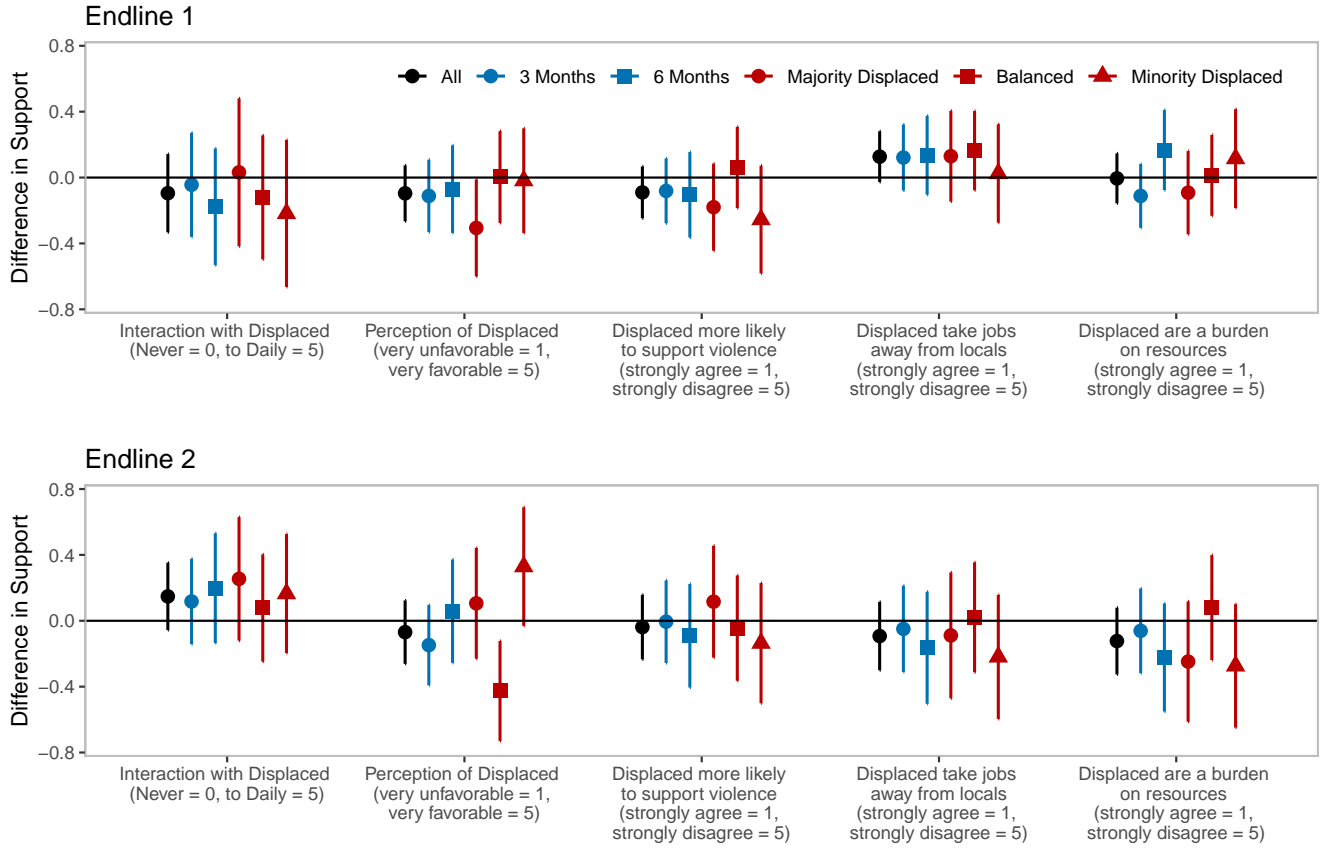 Endline 1
Difference in Support
0.8
0.4
0.0
−0.4
−0.8
All 3 Months 6 Months Majority Displaced Balanced Minority Displaced
Interaction with Displaced
(Never = 0, to Daily = 5)
Perception of Displaced
(very unfavorable = 1,
very favorable = 5)
Displaced more likely
to support violence
(strongly agree = 1,
strongly disagree = 5)
Displaced take jobs
away from locals
(strongly agree = 1,
strongly disagree = 5)
Displaced are a burden
on resources
(strongly agree = 1,
strongly disagree = 5)
Endline 2
Difference in Support
0.8
0.4
0.0
−0.4
−0.8
Interaction with Displaced
(Never = 0, to Daily = 5)
Perception of Displaced
(very unfavorable = 1,
very favorable = 5)
Displaced more likely
to support violence
(strongly agree = 1,
strongly disagree = 5)
Displaced take jobs
away from locals
(strongly agree = 1,
strongly disagree = 5)
Displaced are a burden
on resources
(strongly agree = 1,
strongly disagree = 5)